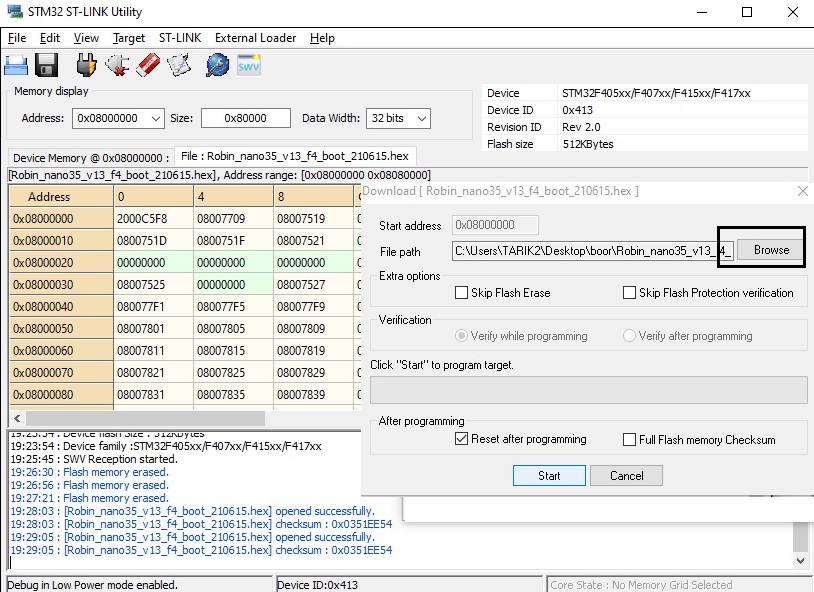 STM32 ST-LINK Utility
File Edit View Target ST-LINK External Loader Help
SWV
Memory display
Address: 0x08000000 Size: 0x80000 Data Width: 32 bits
Device STM32F405xx/F407xx/F415xx/F417xx
Device ID 0x413
Revision ID Rev 2.0
Flash size 512KBytes
Device Memory @ 0x08000000 : File : Robin_nano35_v13_f4_boot_210615.hex
[Robin_nano35_v13_f4_boot_210615.hex], Address range: [0x08000000 0x08080000]
Address 0 4 8
0x08000000 2000C5F8 08007709 08007519
0x08000010 0800751D 0800751F 08007521
0x08000020 00000000 00000000 00000000
0x08000030 08007525 00000000 08007527
0x08000040 080077F1 080077F5 080077F9
0x08000050 08007801 08007805 08007809
0x08000060 08007811 08007815 08007819
0x08000070 08007821 08007825 08007829
0x08000080 08007831 08007835 08007839
Download [ Robin_nano35_v13_f4_boot_210615.hex ]
Start address 0x08000000
File path C:\Users\TARIK2\Desktop\boor\Robin_nano35_v13_f4_ Browse
Extra options
Skip Flash Erase Skip Flash Protection verification
Verification
Verify while programming Verify after programming
Click "Start" to program target.
After programming
Reset after programming Full Flash memory Checksum
Start Cancel
19:23:54 : Device flash Size : 512KBytes
19:23:54 : Device family :STM32F405xx/F407xx/F415xx/F417xx
19:25:45 : SWV Reception started.
19:26:30 : Flash memory erased.
19:26:56 : Flash memory erased.
19:27:21 : Flash memory erased.
19:28:03 : [Robin_nano35_v13_f4_boot_210615.hex] opened successfully.
19:28:03 : [Robin_nano35_v13_f4_boot_210615.hex] checksum : 0x0351EE54
19:29:05 : [Robin_nano35_v13_f4_boot_210615.hex] opened successfully.
19:29:05 : [Robin_nano35_v13_f4_boot_210615.hex] checksum : 0x0351EE54
Debug in Low Power mode enabled. Device ID:0x413 Core State : No Memory Grid Selected